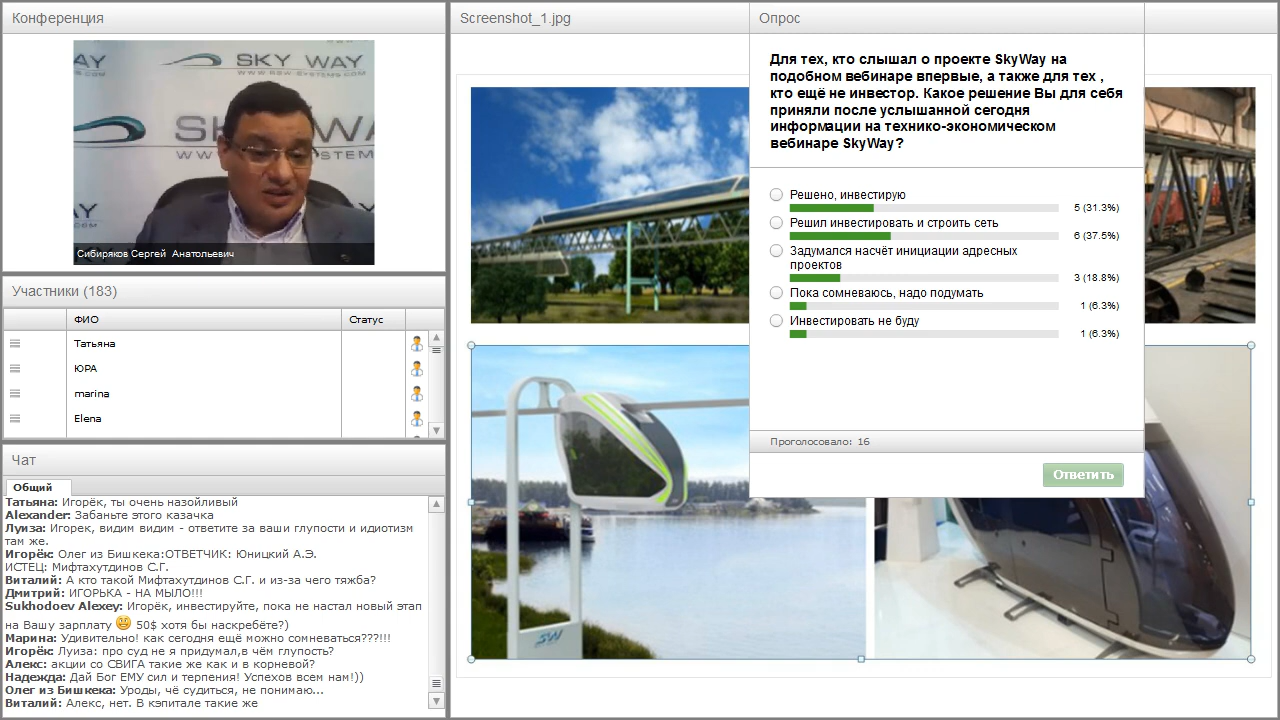 Конференция
SKY WAY
WWW.RSW-SYSTEMS.COM
Сибиряков Сергей Анатольевич
Участники (183)
ФИО
Статус
Татьяна
ЮРА
marina
Elena
Чат
Общий
Татьяна: Игорёк, ты очень назойливый
Alexander: Забаньте этого казачка
Луиза: Игорек, видим видим - ответите за ваши глупости и идиотизм
там же.
Игорёк: Олег из Бишкека:ОТВЕТЧИК: Юницкий А.Э.
ИСТЕЦ: Мифтахутдинов С.Г.
Виталий: А кто такой Мифтахутдинов С.Г. и из-за чего тяжба?
Дмитрий: ИГОРЬКА - НА МЫЛО!!!
Sukhodoev Alexey: Игорёк, инвестируйте, пока не настал новый этап
на Вашу зарплату 50$ хотя бы наскребёте?)
Марина: Удивительно! как сегодня ещё можно сомневаться???!!!
Игорёк: Луиза: про суд не я придумал,в чём глупость?
Алекс: акции со СВИГА такие же как и в корневой?
Надежда: Дай Бог ЕМУ сил и терпения! Успехов всем нам!))
Олег из Бишкека: Уроды, чё судиться, не понимаю...
Виталий: Алекс, нет. В кэпитале такие же
Screenshot_1.jpg
SW
Опрос
Для тех, кто слышал о проекте SkyWay на
подобном вебинаре впервые, а также для тех ,
кто ещё не инвестор. Какое решение Вы для себя
приняли после услышанной сегодня
информации на технико-экономическом
вебинаре SkyWay?
Решено, инвестирую
5 (31.3%)
Решил инвестировать и строить сеть
6 (37.5%)
Задумался насчёт инициации адресных
проектов
3 (18.8%)
Пока сомневаюсь, надо подумать
1 (6.3%)
Инвестировать не буду
1 (6.3%)
Проголосовало: 16
Ответить